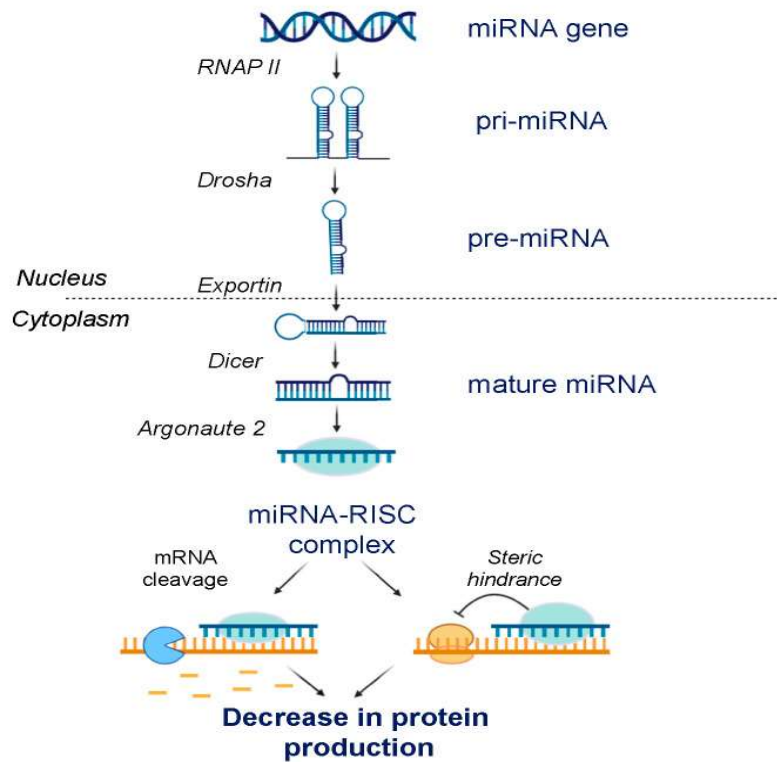 miRNA gene
RNAP II
pri-miRNA
Drosha
pre-miRNA
Nucleus
Exportin
Cytoplasm
Dicer
mature miRNA
Argonaute 2
miRNA-RISC
complex
mRNA
cleavage
Steric
hindrance
Decrease in protein
production